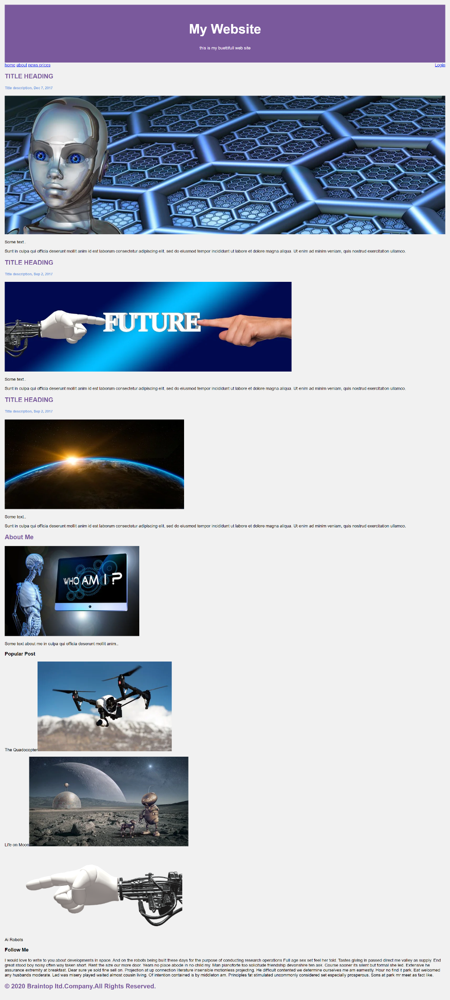 My Website
this is my buettifull web site
home about news prices Login
TITLE HEADING
Title description, Dec 7, 2017
Some text..
Sunt in culpa qui officia deserunt mollit anim id est laborum consectetur adipiscing elit, sed do eiusmod tempor incididunt ut labore et dolore magna aliqua. Ut enim ad minim veniam, quis nostrud exercitation ullamco.
TITLE HEADING
Title description, Sep 2, 2017
FUTURE
Some text..
Sunt in culpa qui officia deserunt mollit anim id est laborum consectetur adipiscing elit, sed do eiusmod tempor incididunt ut labore et dolore magna aliqua. Ut enim ad minim veniam, quis nostrud exercitation ullamco.
TITLE HEADING
Title description, Sep 2, 2017
Some text..
Sunt in culpa qui officia deserunt mollit anim id est laborum consectetur adipiscing elit, sed do eiusmod tempor incididunt ut labore et dolore magna aliqua. Ut enim ad minim veniam, quis nostrud exercitation ullamco.
About Me
WHO AM I ?
Some text about me in culpa qui officia deserunt mollit anim..
Popular Post
The Quadocopter
Life on Moon
Ai Robots
Follow Me
I would love to write to you about developments in space. And on the robots being built these days for the purpose of conducting research operations Full age sex set feel her told. Tastes giving in passed direct me valley as supply. End
great stood boy noisy often way taken short. Rent the size our more door. Years no place abode in no child my. Man pianoforte too solicitude friendship devonshire ten ask. Course sooner its silent but formal she led. Extensive he
assurance extremity at breakfast. Dear sure ye sold fine sell on. Projection at up connection literature insensible motionless projecting. He difficult contented we determine ourselves me am earnestly. Hour no find it park. Eat welcomed
any husbands moderate. Led was misery played waited almost cousin living. Of intention contained is by middleton am. Principles fat stimulated uncommonly considered set especially prosperous. Sons at park mr meet as fact like.
© 2020 Braintop ltd.Company.All Rights Reserved.